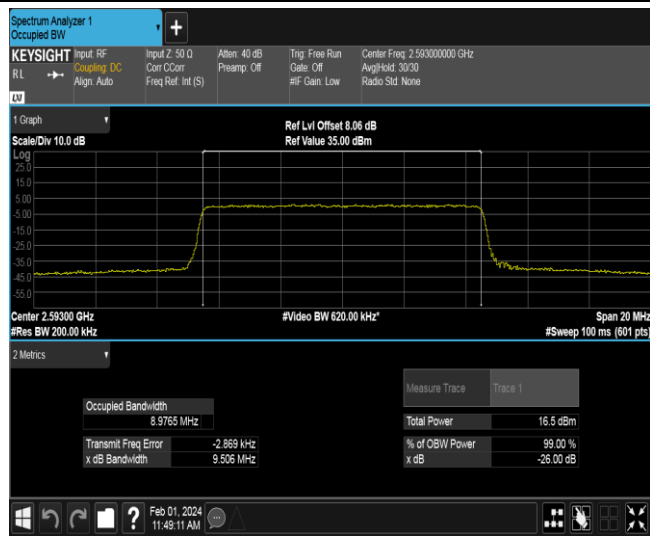 Spectrum Analyzer 1
Occupied BW
+
KEYSIGHT
RL
LXI
Input: RF
Coupling: DC
Align: Auto
Input Z: 50 Ω
Corr CCorr
Freq Ref: Int (S)
Atten: 40 dB
Preamp: Off
Trig: Free Run
Gate: Off
#IF Gain: Low
Center Freq: 2.593000000 GHz
Avg|Hold: 30/30
Radio Std: None
1 Graph
Scale/Div 10.0 dB
Ref Lvl Offset 8.06 dB
Ref Value 35.00 dBm
Log
25.0
15.0
5.00
-5.00
-15.0
-25.0
-35.0
-45.0
-55.0
Center 2.59300 GHz
#Res BW 200.00 kHz
#Video BW 620.00 kHz*
Span 20 MHz
#Sweep 100 ms (601 pts)
2 Metrics
Measure Trace Trace 1
Occupied Bandwidth
8.9765 MHz
Total Power 16.5 dBm
Transmit Freq Error -2.869 kHz
% of OBW Power 99.00 %
x dB Bandwidth 9.506 MHz
x dB -26.00 dB
?
Feb 01, 2024
11:49:11 AM